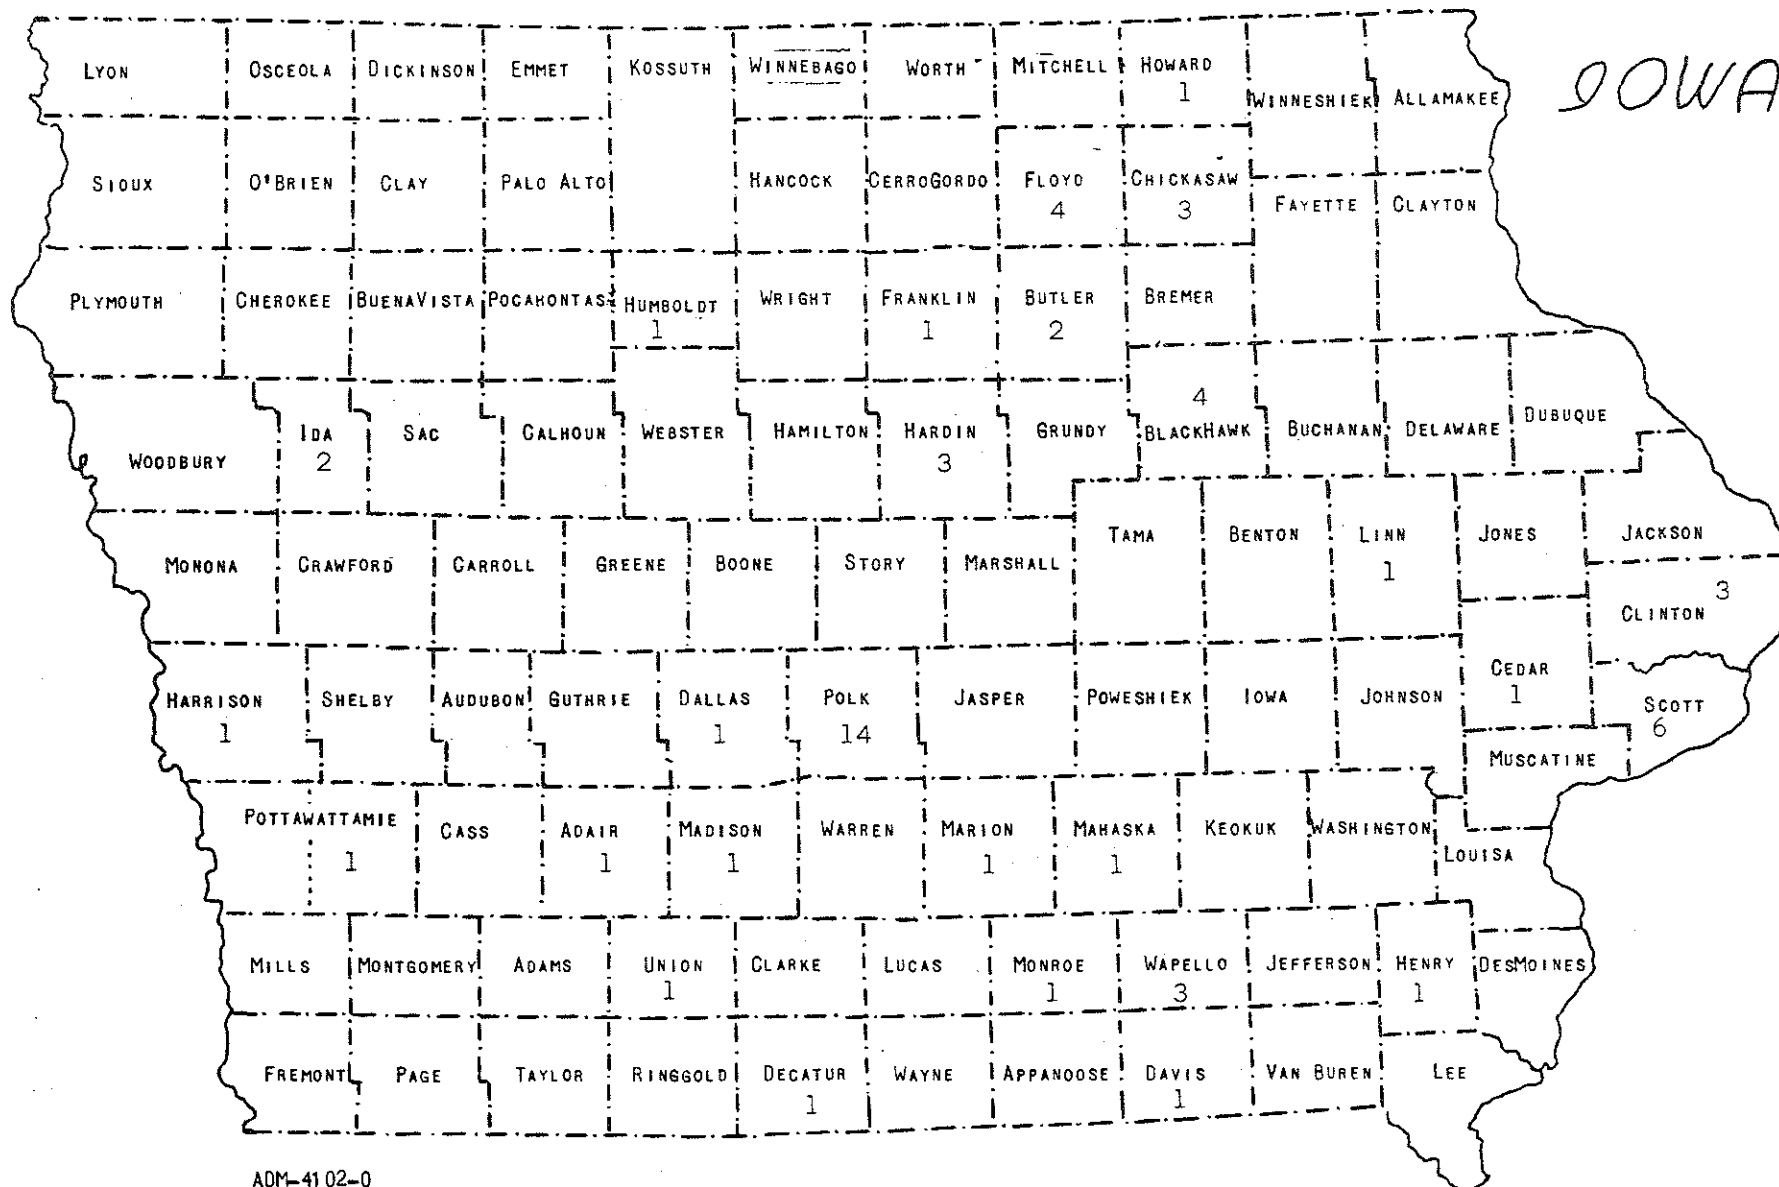 IOWA
LYON OSCEOLA DICKINSON EMMET KOSSUTH WINNEBAGO WORTH MITCHELL HOWARD WINNESHIEK ALLAMAKEE
1
SIOUX O'BRIEN CLAY PALO ALTO HANCOCK CERROGORDO FLOYD CHICKASAW FAYETTE CLAYTON
4 3
PLYMOUTH CHEROKEE BUENAVISTA POCAHONTAS HUMBOLDT WRIGHT FRANKLIN BUTLER BREMER
1 1 2
4
WOODBURY IDA SAC CALHOUN WEBSTER HAMILTON HARDIN GRUNDY BLACKHAWK BUCHANAN DELAWARE DUBUQUE
2 3
MONONA CRAWFORD CARROLL GREENE BOONE STORY MARSHALL TAMA BENTON LINN JONES JACKSON
1
3
CLINTON
HARRISON SHELBY AUDUBON GUTHRIE DALLAS POLK JASPER POWESHIEK IOWA JOHNSON CEDAR SCOTT
1 1 14 1 6
MUSCATINE
POTTAWATTAMIE CASS ADAIR MADISON WARREN MARION MAHASKA KEOKUK WASHINGTON LOUISA
1 1 1 1 1
MILLS MONTGOMERY ADAMS UNION CLARKE LUCAS MONROE WAPELLO JEFFERSON HENRY DESMOINES
1 1 3 1
FREMONT PAGE TAYLOR RINGGOLD DECATUR WAYNE APPANOOSE DAVIS VAN BUREN LEE
1 1
ADM-4102-0